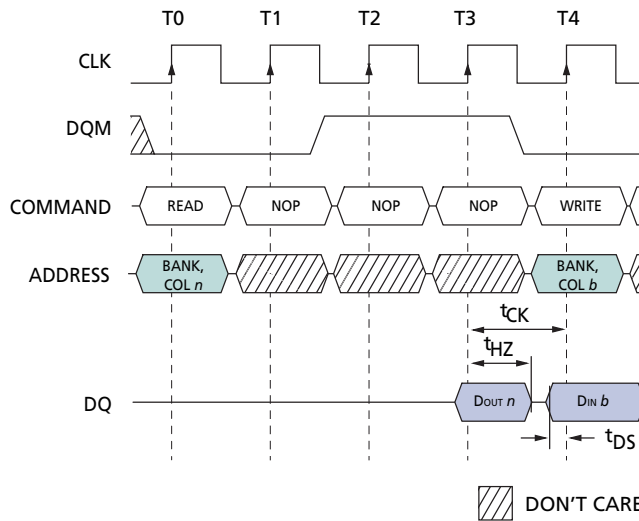 T0 T1 T2 T3 T4
CLK
DQM
COMMAND READ NOP NOP NOP WRITE
ADDRESS BANK, COL n BANK, COL b
tCK
tHZ
DQ DOUT n DIN b
tDS
DON'T CARE